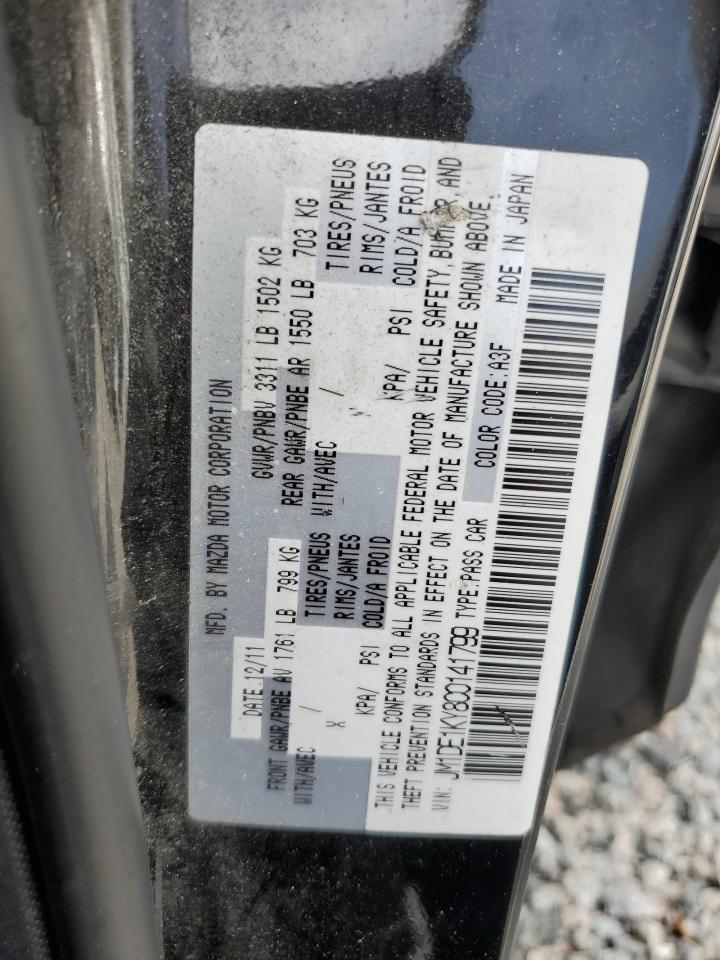 MFD. BY MAZDA MOTOR CORPORATION
DATE: 12/11 GVWR/PNBV 3311 LB 1502 KG
FRONT GAWR/PNBE AV 1761 LB 799 KG REAR GAWR/PNBE AR 1550 LB 703 KG
WITH/AVEC / TIRES/PNEUS WITH/AVEC / TIRES/PNEUS
X RIMS/JANTES RIMS/JANTES
KPA/ PSI COLD/A FROID KPA/ PSI COLD/A FROID
THIS VEHICLE CONFORMS TO ALL APPLICABLE FEDERAL MOTOR VEHICLE SAFETY, BUMPER, AND
THEFT PREVENTION STANDARDS IN EFFECT ON THE DATE OF MANUFACTURE SHOWN ABOVE.
VIN: JM1DE1KY8C0141799 TYPE:PASS CAR COLOR CODE:A3F MADE IN JAPAN